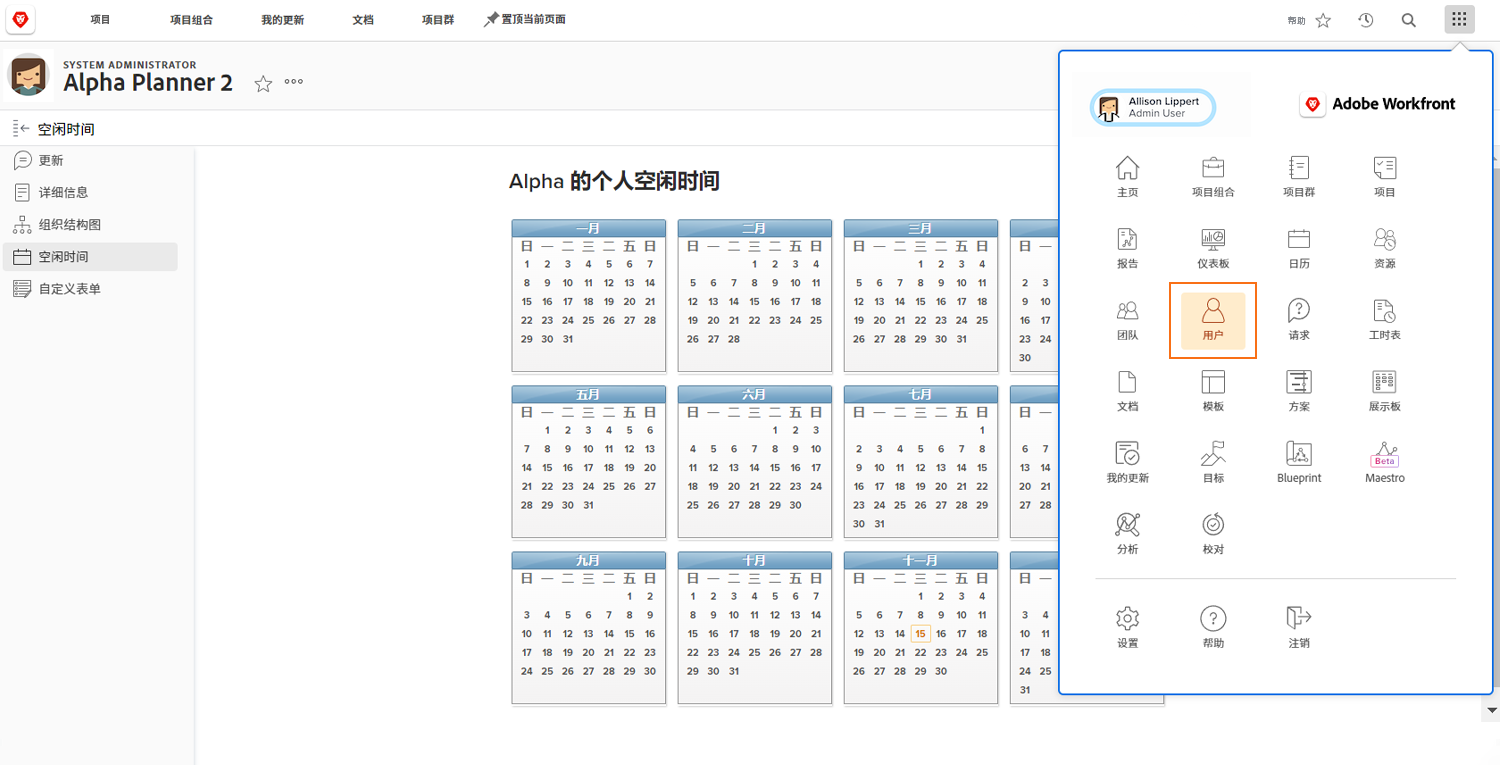 项目 项目组合 我的更新 文档 项目群 置顶当前页面 帮助
SYSTEM ADMINISTRATOR
Alpha Planner 2
空闲时间
更新
详细信息
组织结构图
空闲时间
自定义表单
Alpha 的个人空闲时间
一月
日 一 二 三 二 五 日
1 2 3 4 5 6 7
8 9 10 11 12 13 14
15 16 17 18 19 20 21
22 23 24 25 26 27 28
29 30 31
二月
日 一 二 三 二 五 日
1 2 3 4
5 6 7 8 9 10 11
12 13 14 15 16 17 18
19 20 21 22 23 24 25
26 27 28
三月
日 一 二 三 二 五 日
1 2 3 4
5 6 7 8 9 10 11
12 13 14 15 16 17 18
19 20 21 22 23 24 25
26 27 28 29 30 31
日 一
2 3
9 10
16 17
23 24
30
五月
日 一 二 三 二 五 日
1 2 3 4 5 6
7 8 9 10 11 12 13
14 15 16 17 18 19 20
21 22 23 24 25 26 27
28 29 30 31
六月
日 一 二 三 二 五 日
1 2 3
4 5 6 7 8 9 10
11 12 13 14 15 16 17
18 19 20 21 22 23 24
25 26 27 28 29 30
七月
日 一 二 三 二 五 日
1
2 3 4 5 6 7 8
9 10 11 12 13 14 15
16 17 18 19 20 21 22
23 24 25 26 27 28 29
30 31
日 一
6 7
13 14
20 21
27 28
九月
日 一 二 三 二 五 日
1 2
3 4 5 6 7 8 9
10 11 12 13 14 15 16
17 18 19 20 21 22 23
24 25 26 27 28 29 30
十月
日 一 二 三 二 五 日
1 2 3 4 5 6 7
8 9 10 11 12 13 14
15 16 17 18 19 20 21
22 23 24 25 26 27 28
29 30 31
十一月
日 一 二 三 二 五 日
1 2 3 4
5 6 7 8 9 10 11
12 13 14 15 16 17 18
19 20 21 22 23 24 25
26 27 28 29 30
日 一
3 4
10 11
17 18
24 25
31
Allison Lippert
Admin User
Adobe Workfront
主页 项目组合 项目群 项目
报告 仪表板 日历 资源
团队 用户 请求 工时表
文档 模板 方案 展示板
Beta
我的更新 目标 Blueprint Maestro
分析 校对
设置 帮助 注销